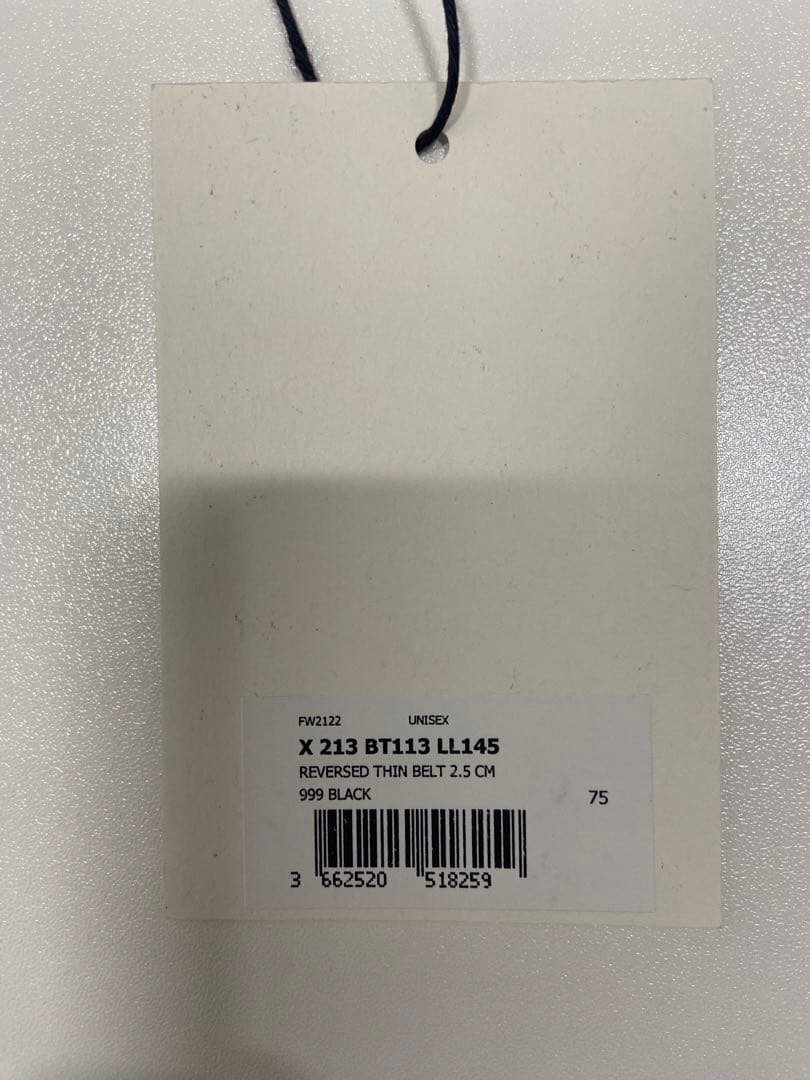 FW2122 UNISEX
X 213 BT113 LL145
REVERSED THIN BELT 2.5 CM
999 BLACK 75
3 662520 518259